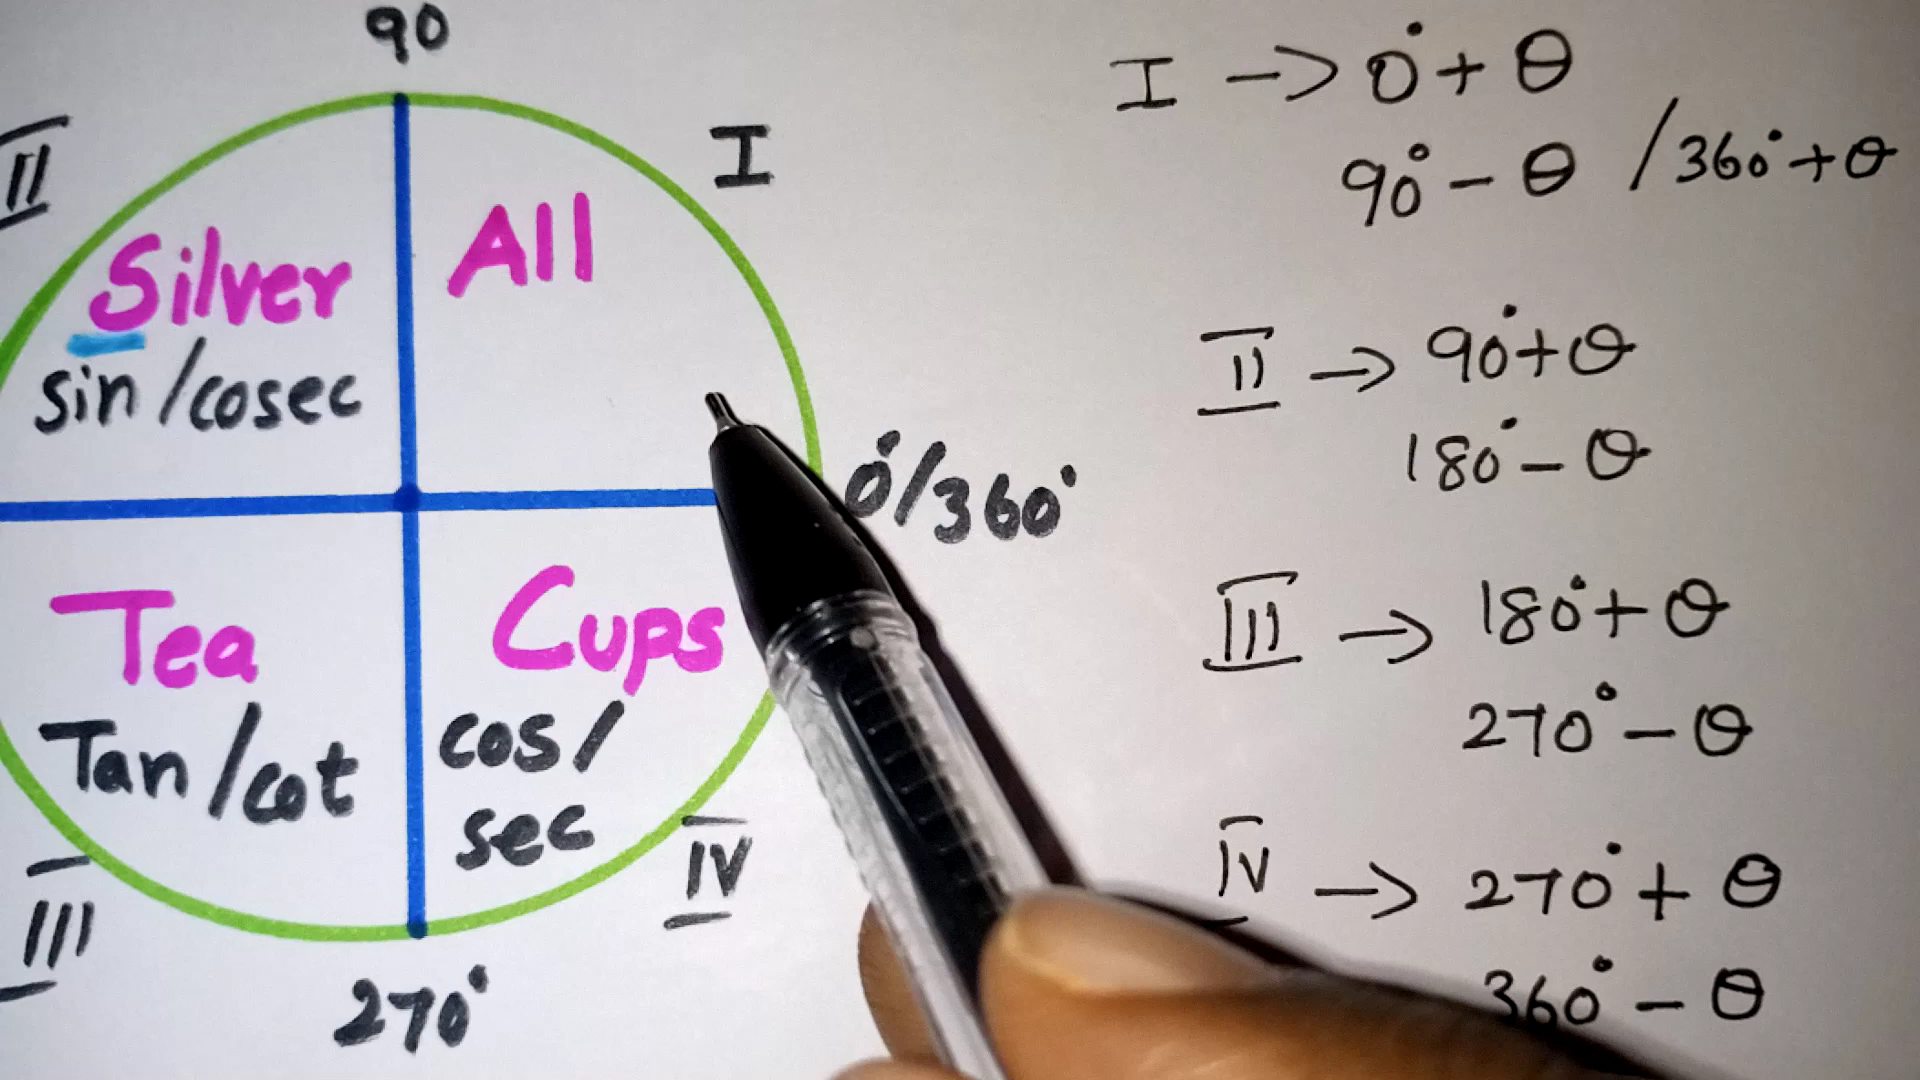 90
II
I
Silver
All
sin/cosec
0°/360°
Tea
Cups
Tan/cot
cos/
sec
III
IV
270°
I → 0° + θ
90° - θ /360°+θ
II → 90°+θ
180° - θ
III → 180°+ θ
270° - θ
IV → 270° + θ
360° - θ